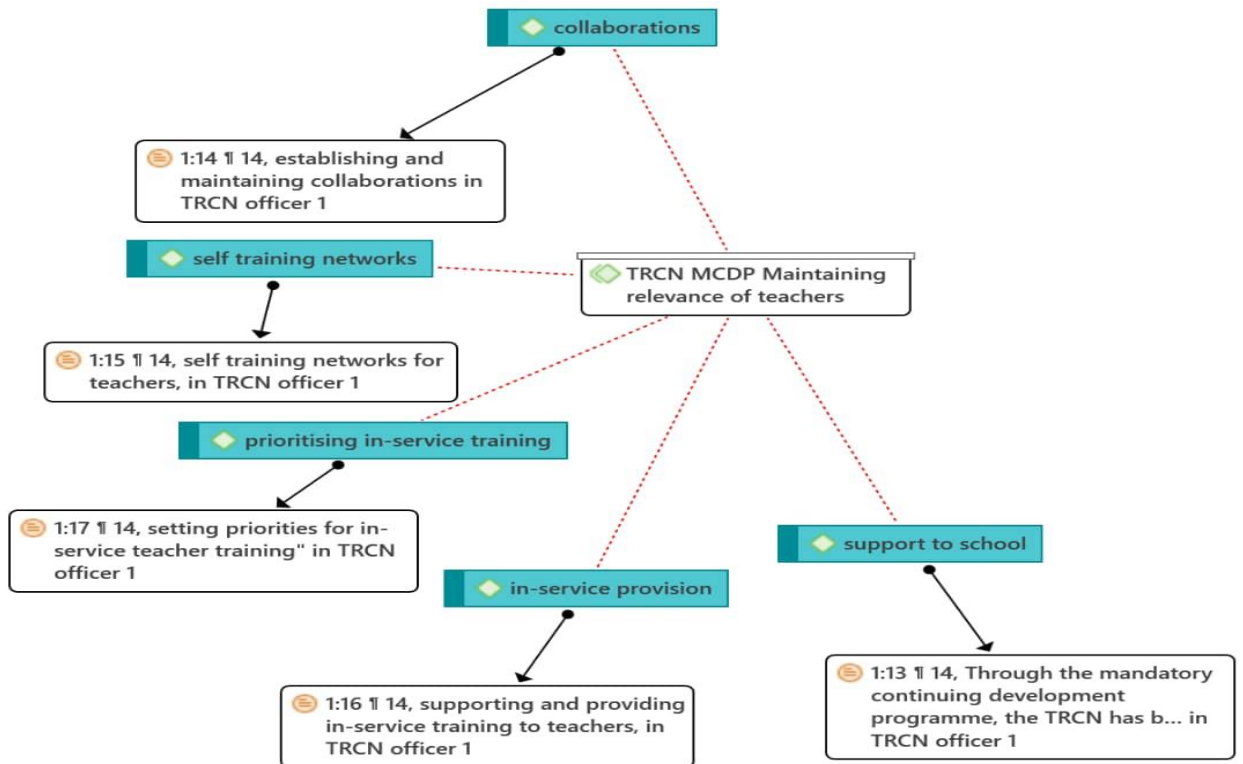 collaborations
1:14 ¶ 14, establishing and
maintaining collaborations in
TRCN officer 1
self training networks
TRCN MCDP Maintaining
relevance of teachers
1:15 ¶ 14, self training networks for
teachers, in TRCN officer 1
prioritising in-service training
1:17 ¶ 14, setting priorities for in-
service teacher training" in TRCN
officer 1
support to school
in-service provision
1:13 ¶ 14, Through the mandatory
continuing development
programme, the TRCN has b... in
TRCN officer 1
1:16 ¶ 14, supporting and providing
in-service training to teachers, in
TRCN officer 1